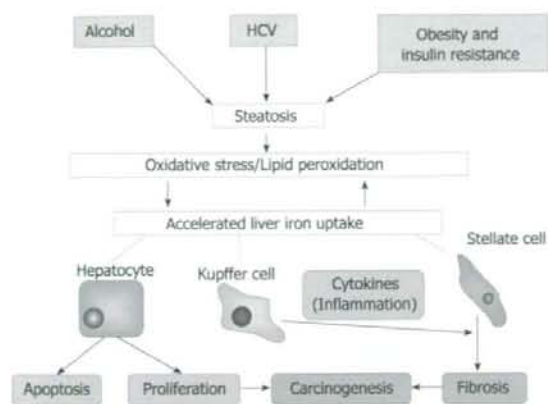 Alcohol
HCV
Obesity and
insulin resistance
Steatosis
Oxidative stress/Lipid peroxidation
Accelerated liver iron uptake
Hepatocyte
Kupffer cell
Stellate cell
Cytokines
(Inflammation)
Apoptosis
Proliferation
Carcinogenesis
Fibrosis